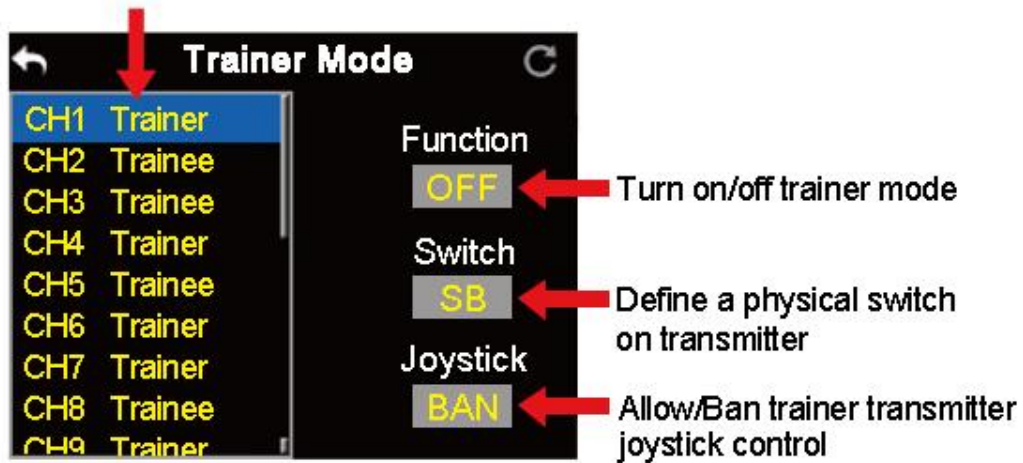 Trainer Mode
CH1 Trainer
CH2 Trainee
CH3 Trainee
CH4 Trainer
CH5 Trainee
CH6 Trainer
CH7 Trainer
CH8 Trainee
CH9 Trainer
Function
OFF
Turn on/off trainer mode
Switch
SB
Define a physical switch
on transmitter
Joystick
BAN
Allow/Ban trainer transmitter
joystick control